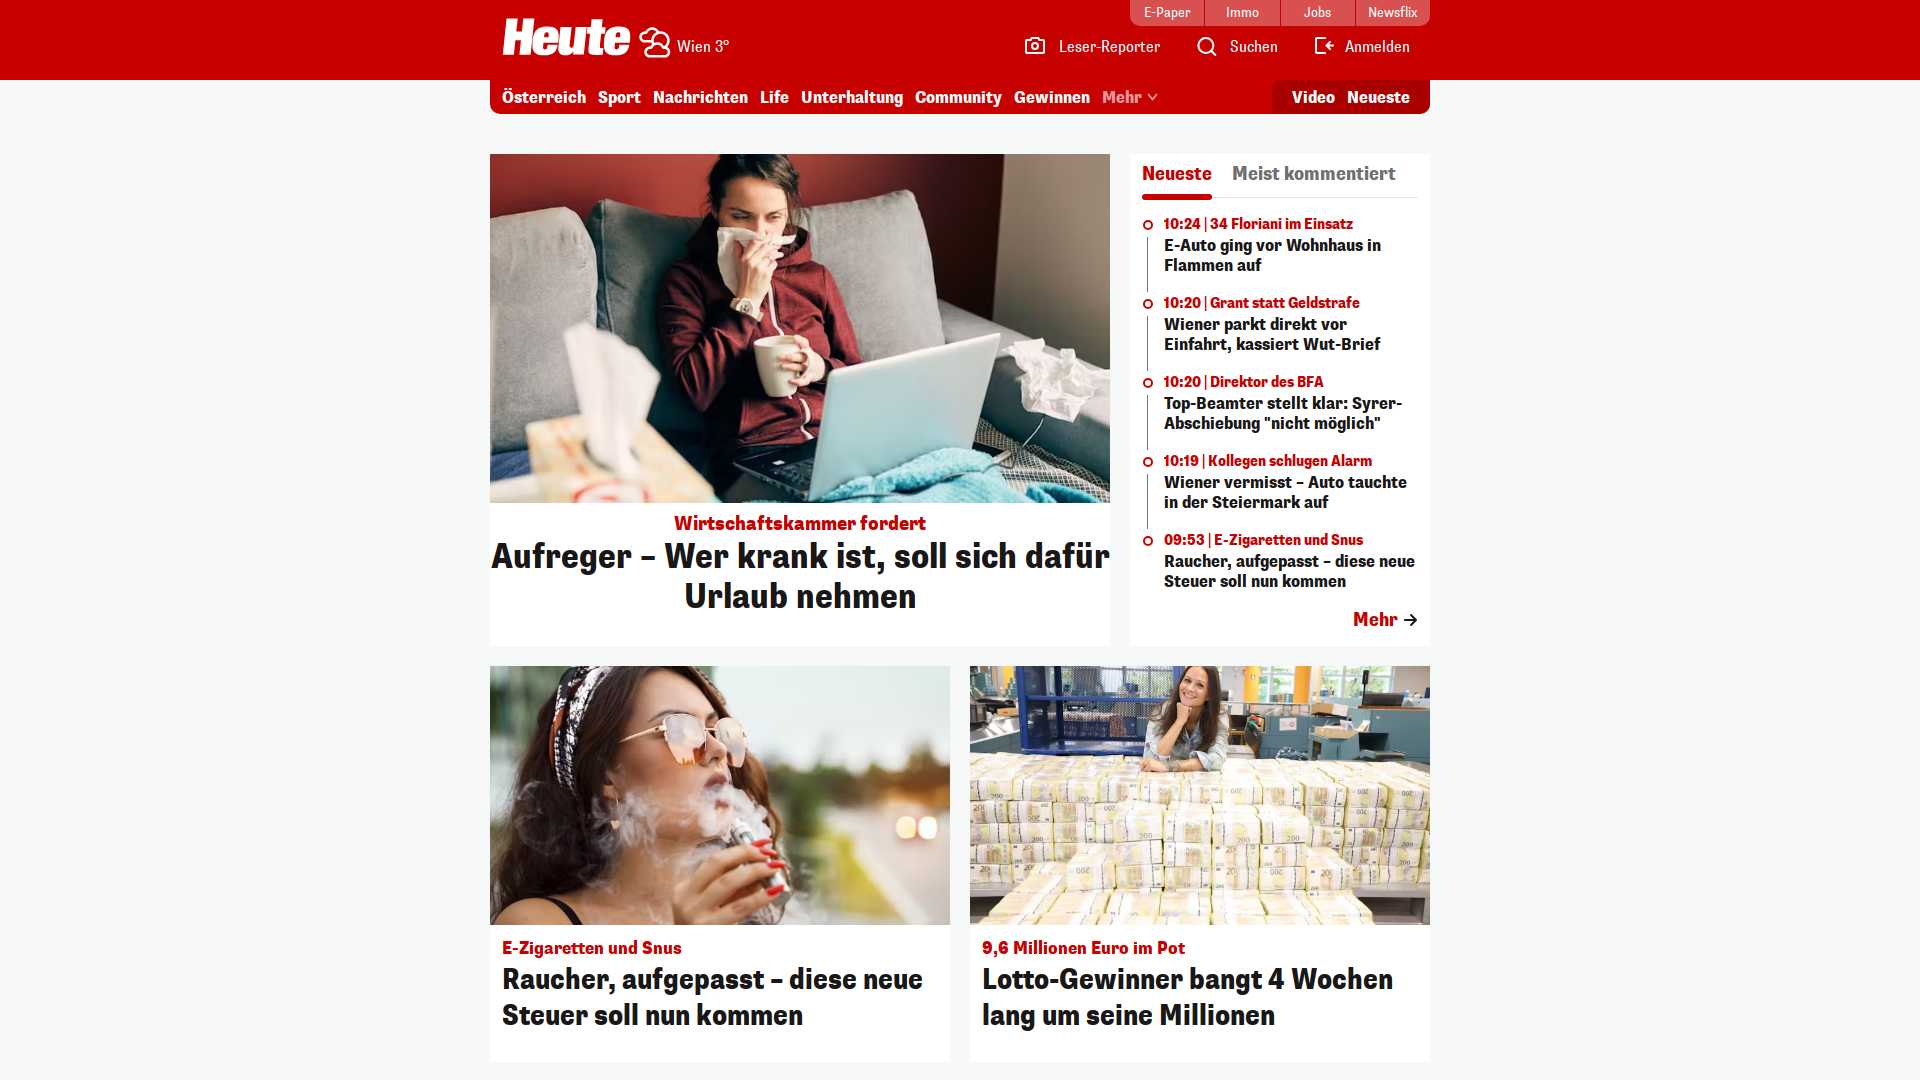 E-Paper
Immo
Jobs
Newsflix
Heute
Wien 3°
Leser-Reporter
Suchen
Anmelden
Österreich
Sport
Nachrichten
Life
Unterhaltung
Community
Gewinnen
Mehr
Video
Neueste
Wirtschaftskammer fordert
Aufreger – Wer krank ist, soll sich dafür
Urlaub nehmen
Neueste
Meist kommentiert
10:24 | 34 Floriani im Einsatz
E-Auto ging vor Wohnhaus in
Flammen auf
10:20 | Grant statt Geldstrafe
Wiener parkt direkt vor
Einfahrt, kassiert Wut-Brief
10:20 | Direktor des BFA
Top-Beamter stellt klar: Syrer-
Abschiebung "nicht möglich"
10:19 | Kollegen schlugen Alarm
Wiener vermisst – Auto tauchte
in der Steiermark auf
09:53 | E-Zigaretten und Snus
Raucher, aufgepasst – diese neue
Steuer soll nun kommen
Mehr
E-Zigaretten und Snus
Raucher, aufgepasst – diese neue
Steuer soll nun kommen
9,6 Millionen Euro im Pot
Lotto-Gewinner bangt 4 Wochen
lang um seine Millionen